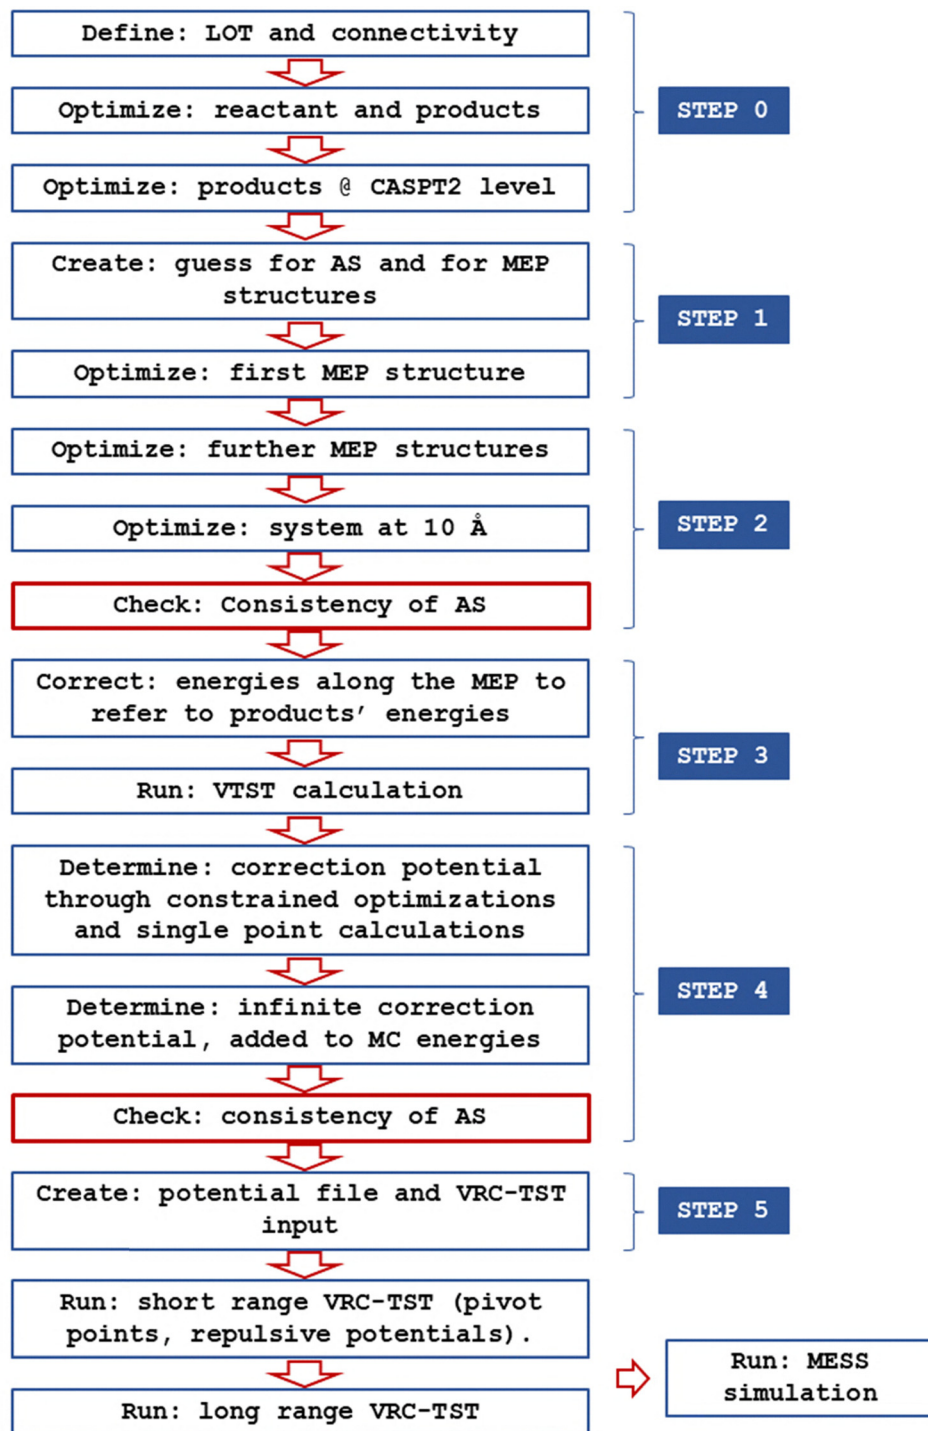 Define: LOT and connectivity
Optimize: reactant and products
STEP 0
Optimize: products @ CASPT2 level
Create: guess for AS and for MEP
structures
STEP 1
Optimize: first MEP structure
Optimize: further MEP structures
Optimize: system at 10 Å
STEP 2
Check: Consistency of AS
Correct: energies along the MEP to
refer to products’ energies
STEP 3
Run: VTST calculation
Determine: correction potential
through constrained optimizations
and single point calculations
STEP 4
Determine: infinite correction
potential, added to MC energies
Check: consistency of AS
Create: potential file and VRC-TST
input
STEP 5
Run: short range VRC-TST (pivot
points, repulsive potentials).
Run: long range VRC-TST
Run: MESS
simulation